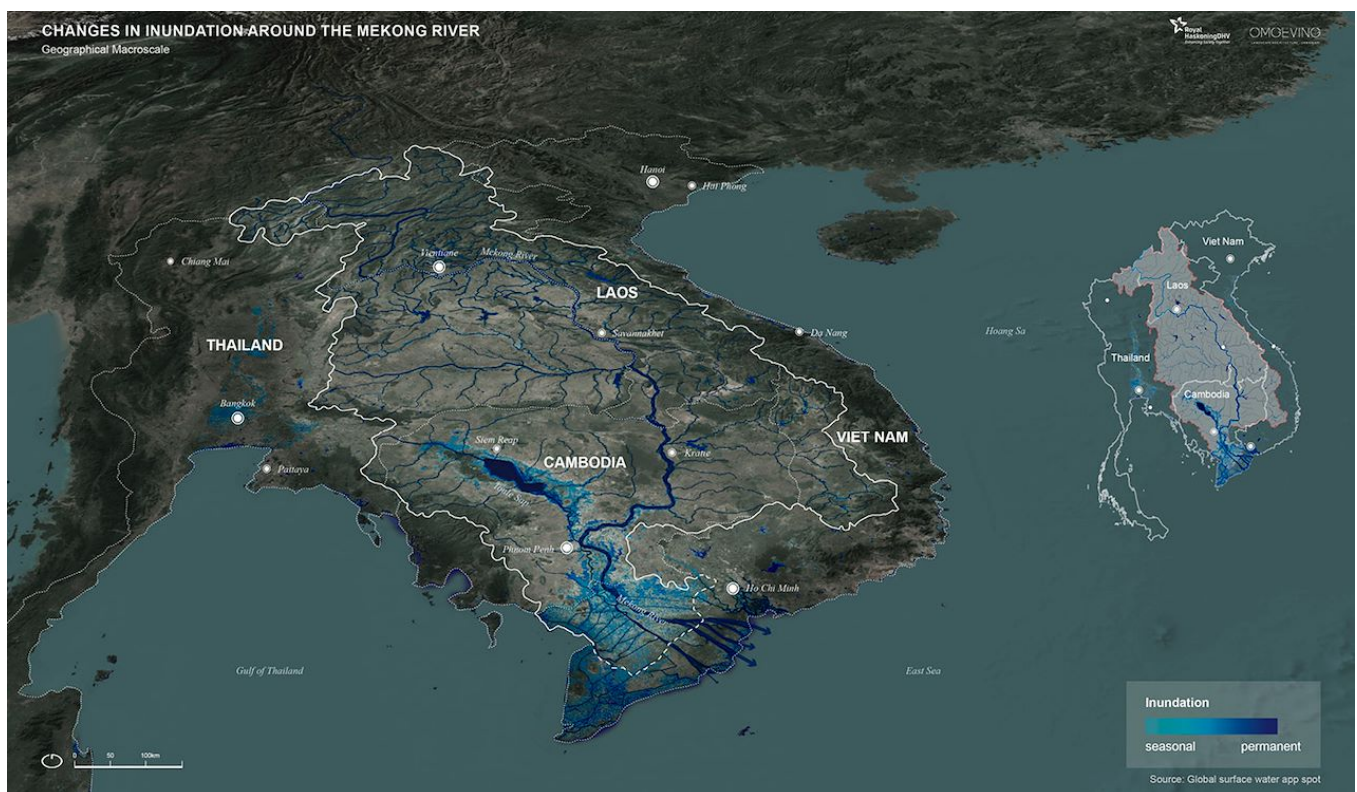 CHANGES IN INUNDATION AROUND THE MEKONG RIVER
Geographical Macroscale
Royal
HaskoningDHV
Enhancing Society Together
OMGEVING
Hanoi
Hai Phong
Chiang Mai
Vientiane
Mekong River
LAOS
Savannakhet
Da Nang
Hoang Sa
THAILAND
Bangkok
Pattaya
Siem Reap
CAMBODIA
Kratie
VIET NAM
Tonle Sap
Phnom Penh
Ho Chi Minh
Mekong River
Gulf of Thailand
East Sea
Viet Nam
Laos
Thailand
Cambodia
0 50 100km
Inundation
seasonal permanent
Source: Global surface water app spot